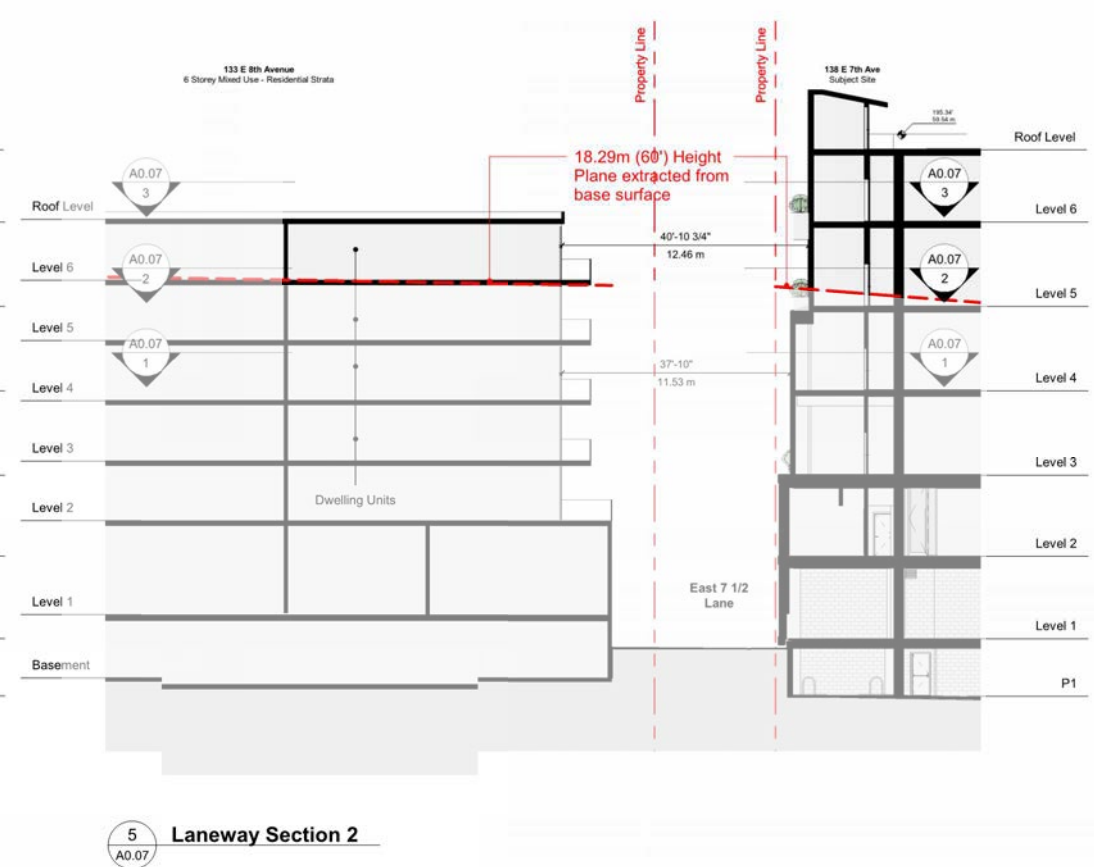 133 E 8th Avenue
6 Storey Mixed Use - Residential Strata
Property Line
Property Line
138 E 7th Ave
Subject Site
195.34'
59.54 m
Roof Level
18.29m (60') Height
Plane extracted from
base surface
A0.07
3
A0.07
3
Roof Level
Level 6
40'-10 3/4"
12.46 m
Level 6
A0.07
2
A0.07
2
Level 5
Level 5
A0.07
1
A0.07
1
37'-10"
11.53 m
Level 4
Level 4
Level 3
Level 3
Dwelling Units
Level 2
Level 2
East 7 1/2
Lane
Level 1
Level 1
Basement
P1
5
A0.07
Laneway Section 2